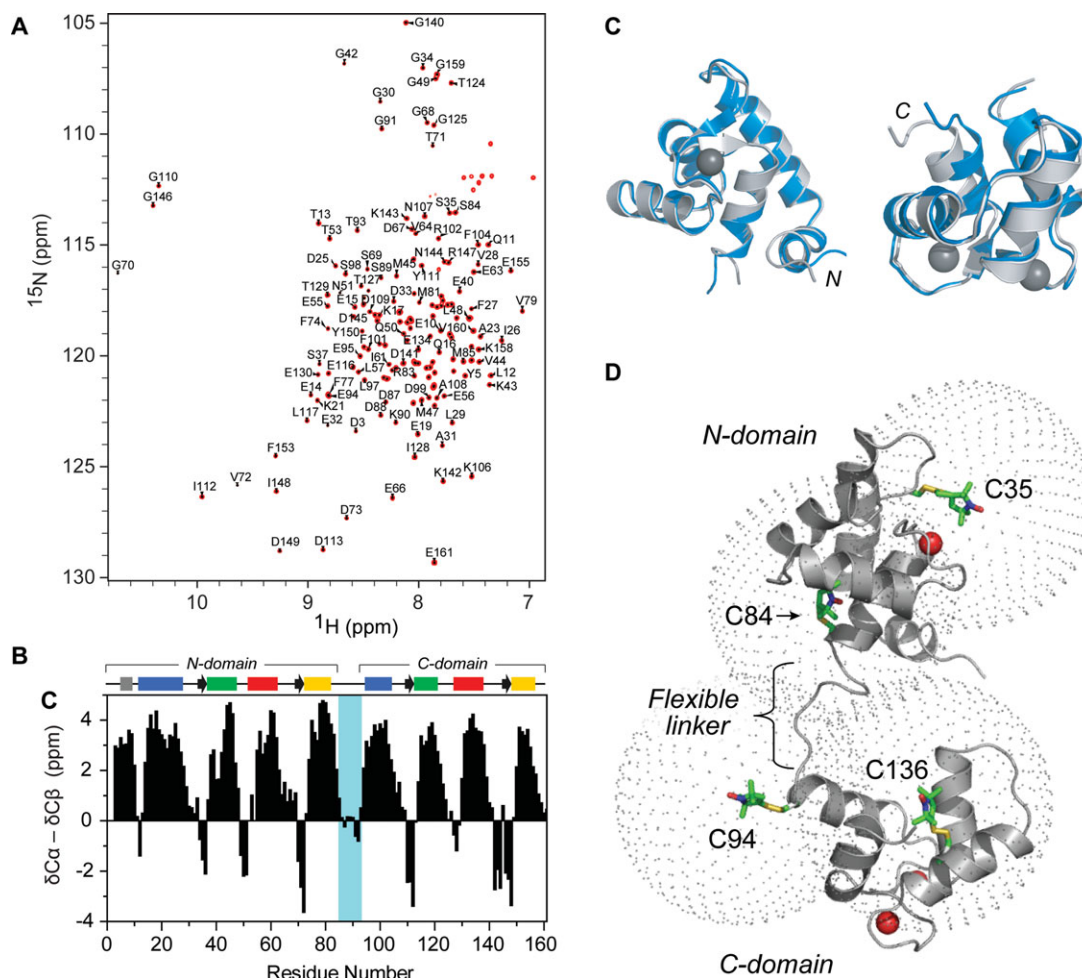 A
105
110
115
120
125
130
15N (ppm)
10
9
8
7
1H (ppm)
G140
G42
G34
G159
G49
T124
G30
G91
G68
G125
T71
G110
G146
S35
S84
N107
K143
T13
T93
D67
V64
R102
F104
Q11
T53
S69
N144
R147
V28
D25
S98
S89
M45
Y111
E63
E155
G70
T127
E40
T129
N51
D33
M81
E55
E15
D109
K17
L48
F27
V79
D145
F74
Y150
Q50
E10
V160
A23
I26
E95
F101
E134
Q16
K158
S37
I61
D141
M85
V44
E130
E116
L57
R83
Y5
L12
E14
F77
L97
D99
A108
K43
E94
D87
E56
K21
D88
M47
L117
E32
D3
K90
E19
L29
F153
I128
A31
V72
K142
K106
I112
I148
E66
D73
D149
D113
E161
B
N-domain
C-domain
C
4
2
0
-2
-4
δCα – δCβ (ppm)
0
20
40
60
80
100
120
140
160
Residue Number
C
C
N
D
N-domain
C35
C84
Flexible
linker
C136
C94
C-domain